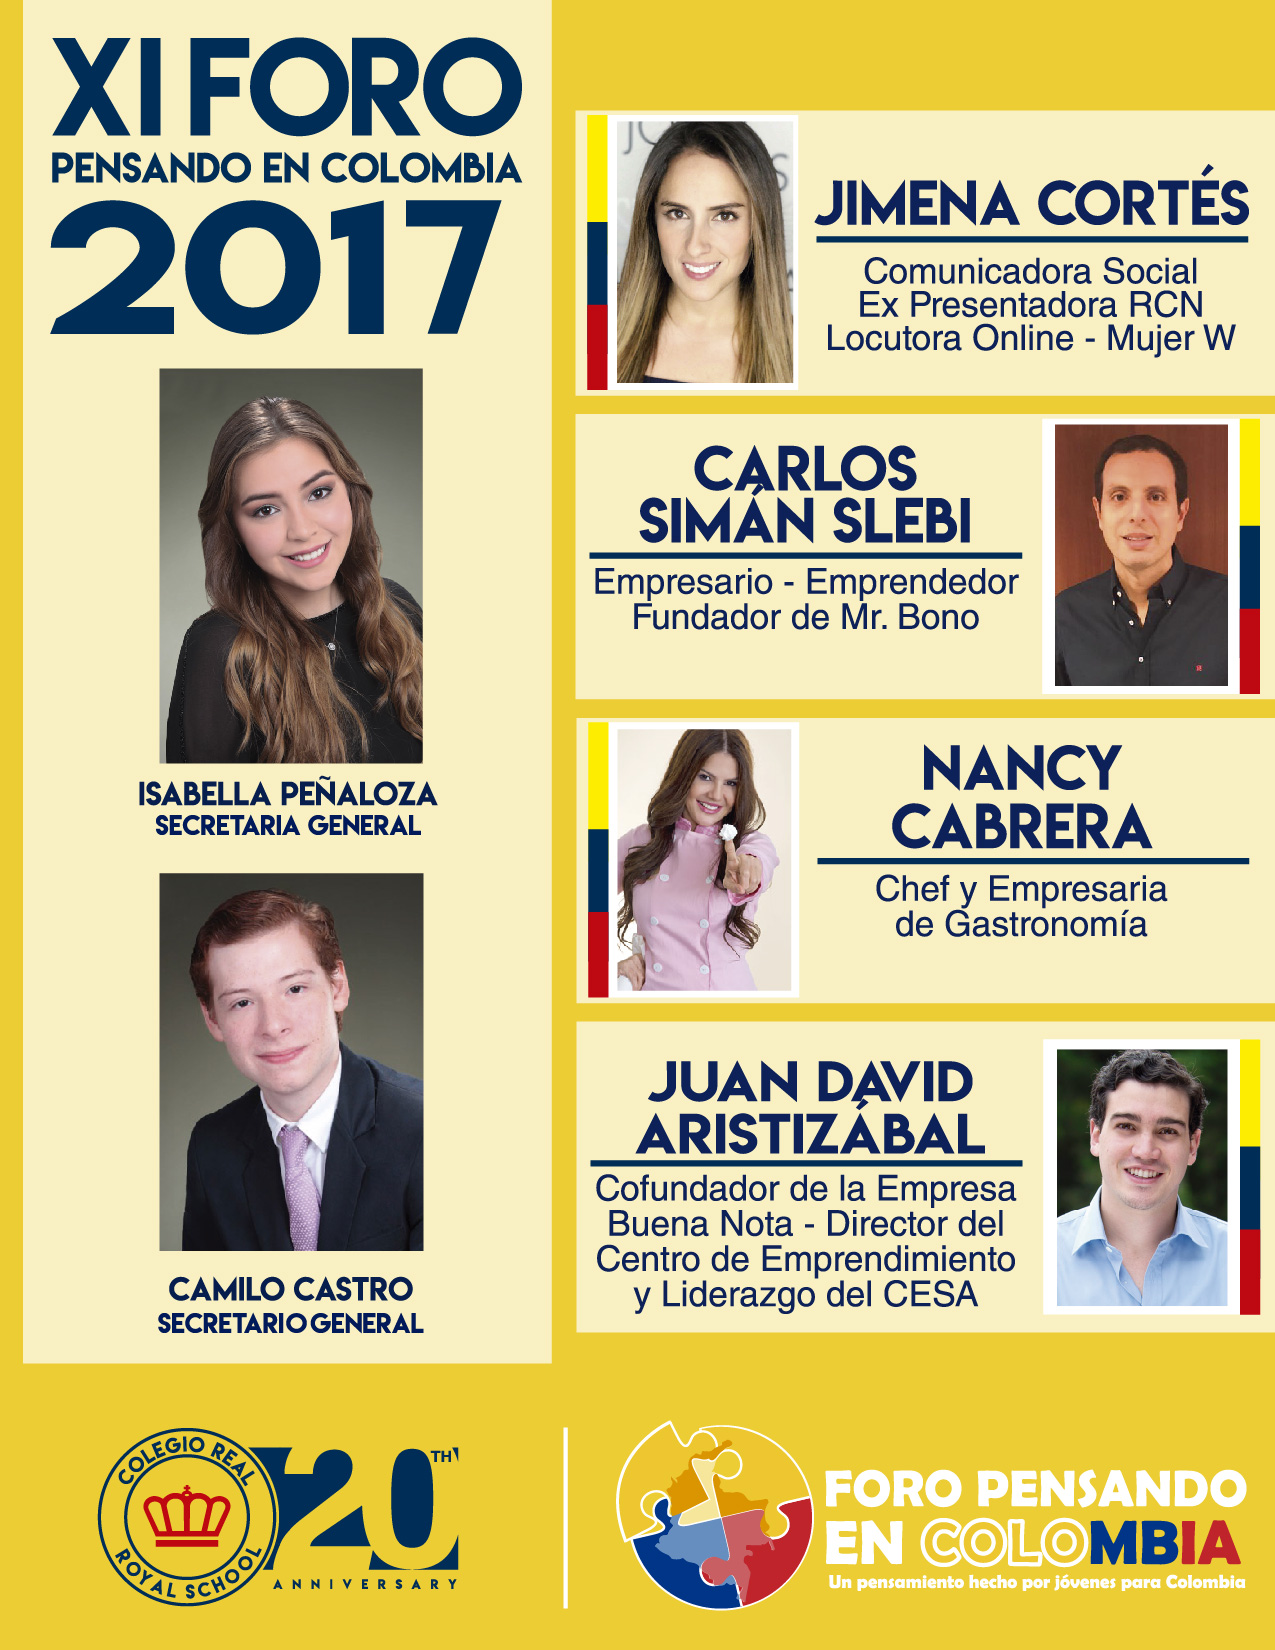 XI FORO
PENSANDO EN COLOMBIA
2017
ISABELLA PEÑALOZA
SECRETARIA GENERAL
CAMILO CASTRO
SECRETARIO GENERAL
JIMENA CORTÉS
Comunicadora Social
Ex Presentadora RCN
Locutora Online - Mujer W
CARLOS
SIMÁN SLEBI
Empresario - Emprendedor
Fundador de Mr. Bono
NANCY
CABRERA
Chef y Empresaria
de Gastronomía
JUAN DAVID
ARISTIZÁBAL
Cofundador de la Empresa
Buena Nota - Director del
Centro de Emprendimiento
y Liderazgo del CESA
COLEGIO REAL
ROYAL SCHOOL
20TH
ANNIVERSARY
FORO PENSANDO
EN COLOMBIA
Un pensamiento hecho por jóvenes para Colombia